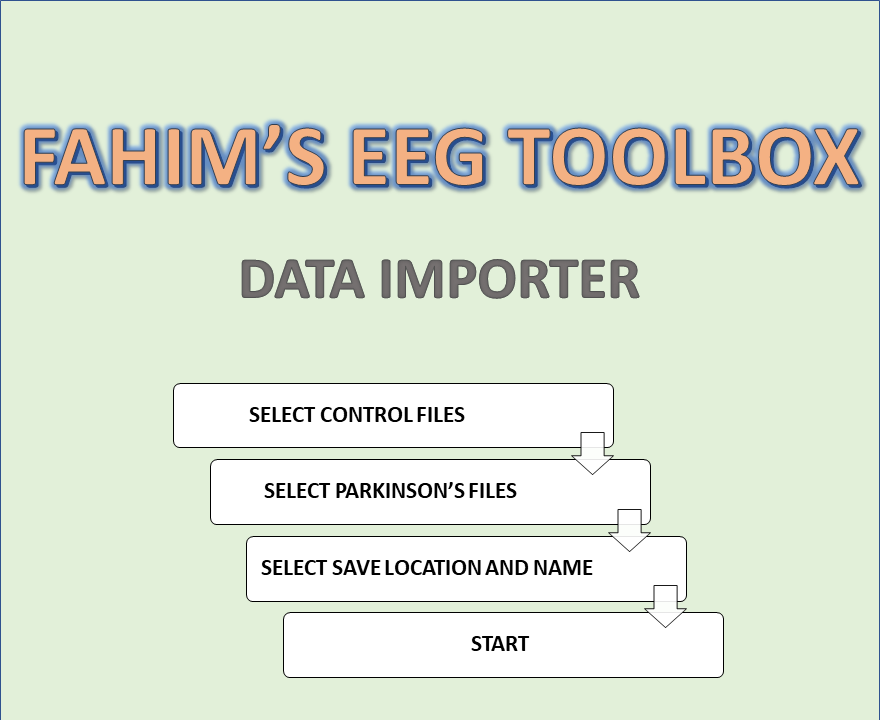 FAHIM’S EEG TOOLBOX
DATA IMPORTER
SELECT CONTROL FILES
SELECT PARKINSON’S FILES
SELECT SAVE LOCATION AND NAME
START